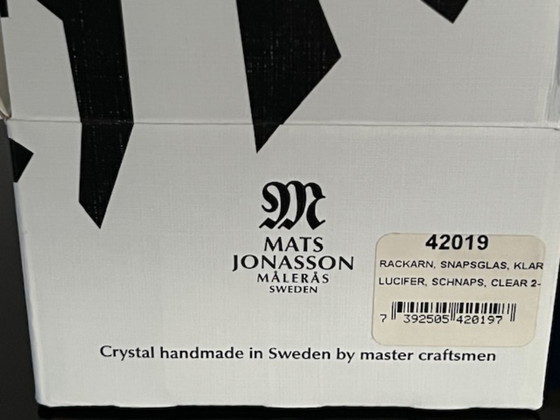 M
MATS
JONASSON
MÅLERÅS
SWEDEN
42019
RACKARN, SNAPSGLAS, KLAR
LUCIFER, SCHNAPS, CLEAR 2-
7 392505 420197
Crystal handmade in Sweden by master craftsmen